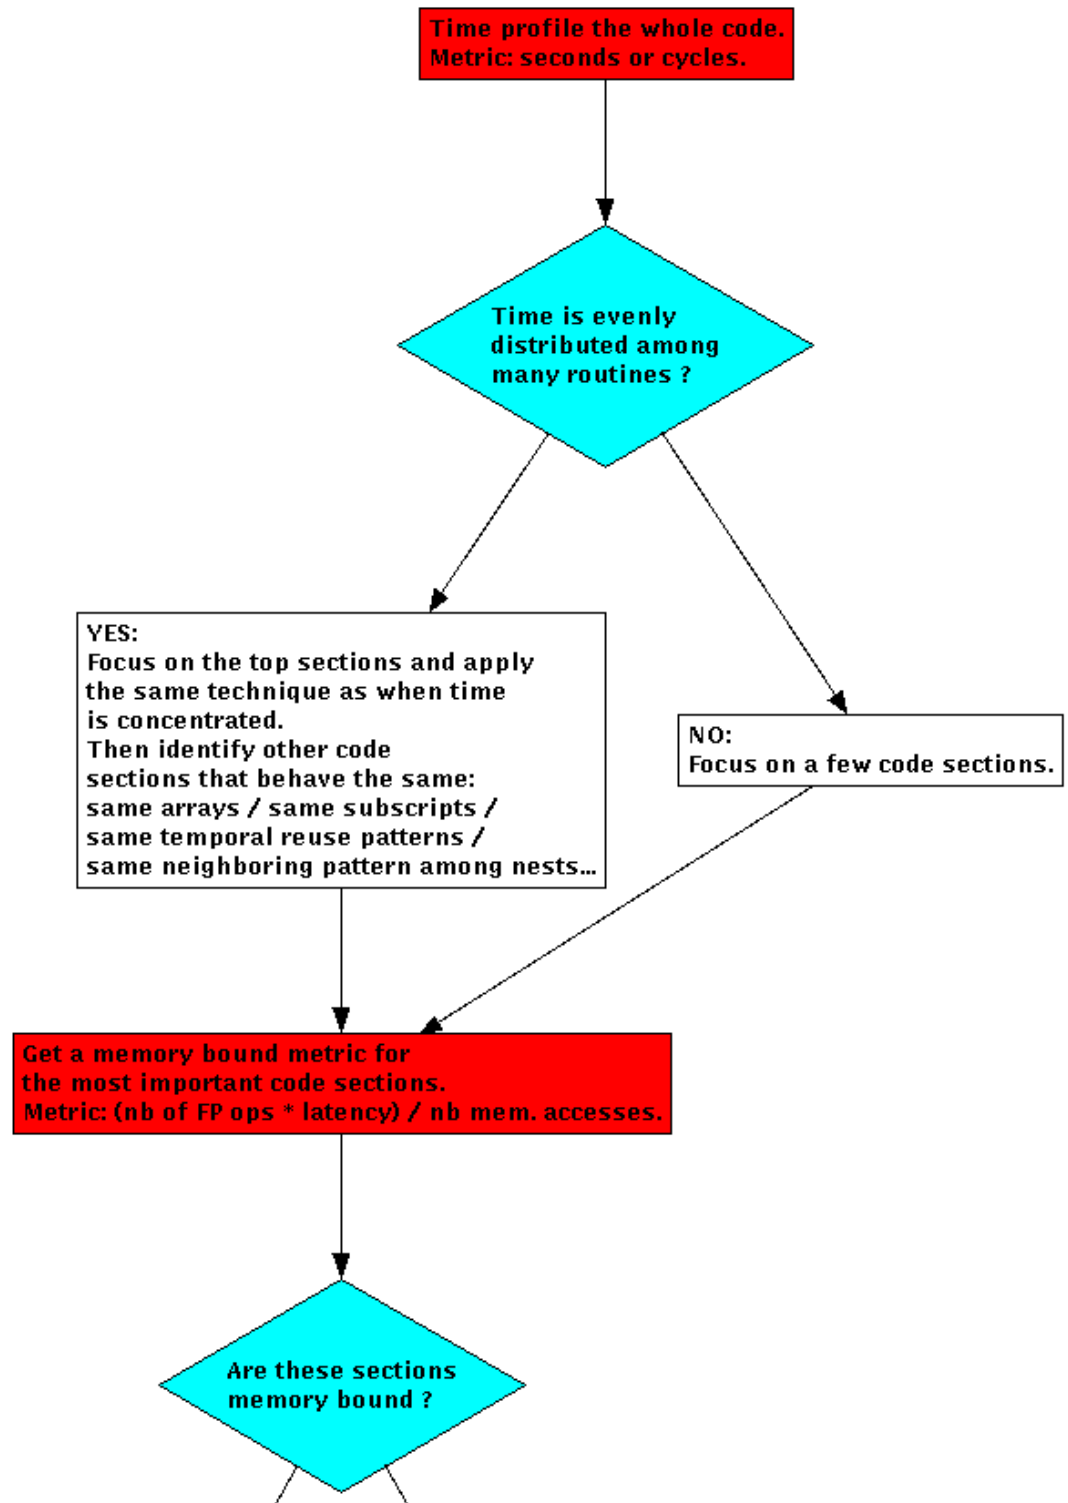 Time profile the whole code.
Metric: seconds or cycles.
Time is evenly
distributed among
many routines ?
YES:
Focus on the top sections and apply
the same technique as when time
is concentrated.
Then identify other code
sections that behave the same:
same arrays / same subscripts /
same temporal reuse patterns /
same neighboring pattern among nests...
NO:
Focus on a few code sections.
Get a memory bound metric for
the most important code sections.
Metric: (nb of FP ops * latency) / nb mem. accesses.
Are these sections
memory bound ?